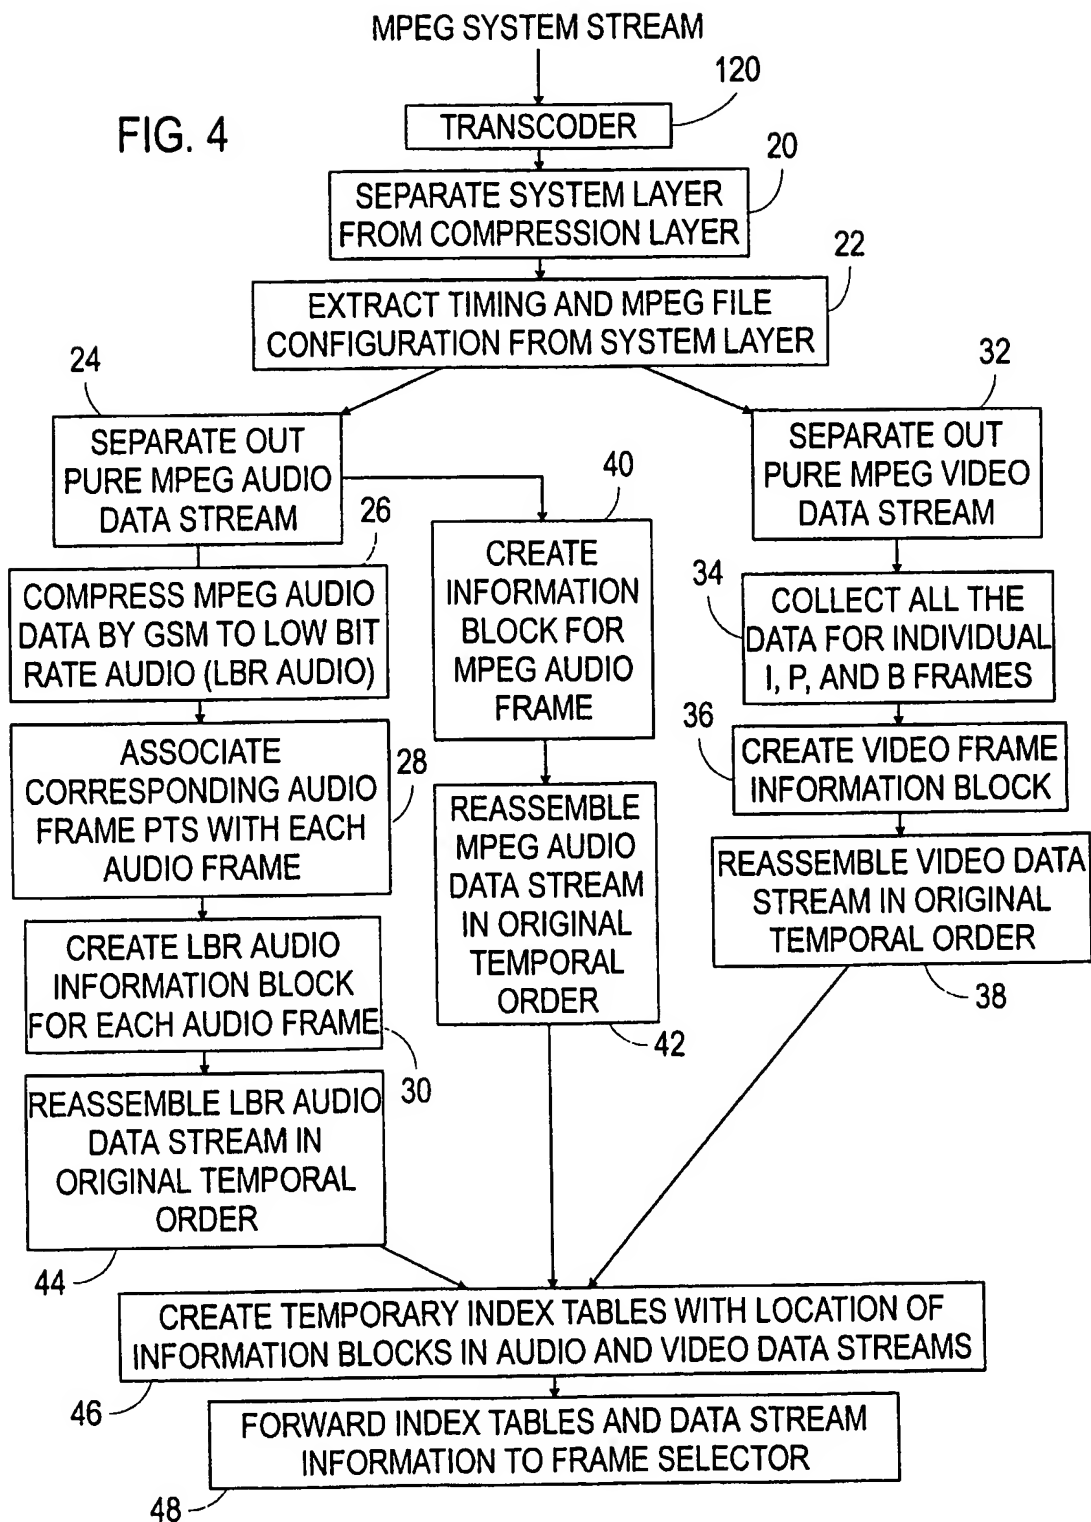 MPEG SYSTEM STREAM
FIG. 4
120
TRANSCODER
20
SEPARATE SYSTEM LAYER
FROM COMPRESSION LAYER
22
EXTRACT TIMING AND MPEG FILE
CONFIGURATION FROM SYSTEM LAYER
24
SEPARATE OUT
PURE MPEG AUDIO
DATA STREAM
26
COMPRESS MPEG AUDIO
DATA BY GSM TO LOW BIT
RATE AUDIO (LBR AUDIO)
ASSOCIATE
CORRESPONDING AUDIO
FRAME PTS WITH EACH
AUDIO FRAME
28
CREATE LBR AUDIO
INFORMATION BLOCK
FOR EACH AUDIO FRAME
30
REASSEMBLE LBR AUDIO
DATA STREAM IN
ORIGINAL TEMPORAL
ORDER
44
40
CREATE
INFORMATION
BLOCK FOR
MPEG AUDIO
FRAME
REASSEMBLE
MPEG AUDIO
DATA STREAM
IN ORIGINAL
TEMPORAL
ORDER
42
32
SEPARATE OUT
PURE MPEG VIDEO
DATA STREAM
34
COLLECT ALL THE
DATA FOR INDIVIDUAL
I, P, AND B FRAMES
36
CREATE VIDEO FRAME
INFORMATION BLOCK
REASSEMBLE VIDEO DATA
STREAM IN ORIGINAL
TEMPORAL ORDER
38
CREATE TEMPORARY INDEX TABLES WITH LOCATION OF
INFORMATION BLOCKS IN AUDIO AND VIDEO DATA STREAMS
46
FORWARD INDEX TABLES AND DATA STREAM
INFORMATION TO FRAME SELECTOR
48